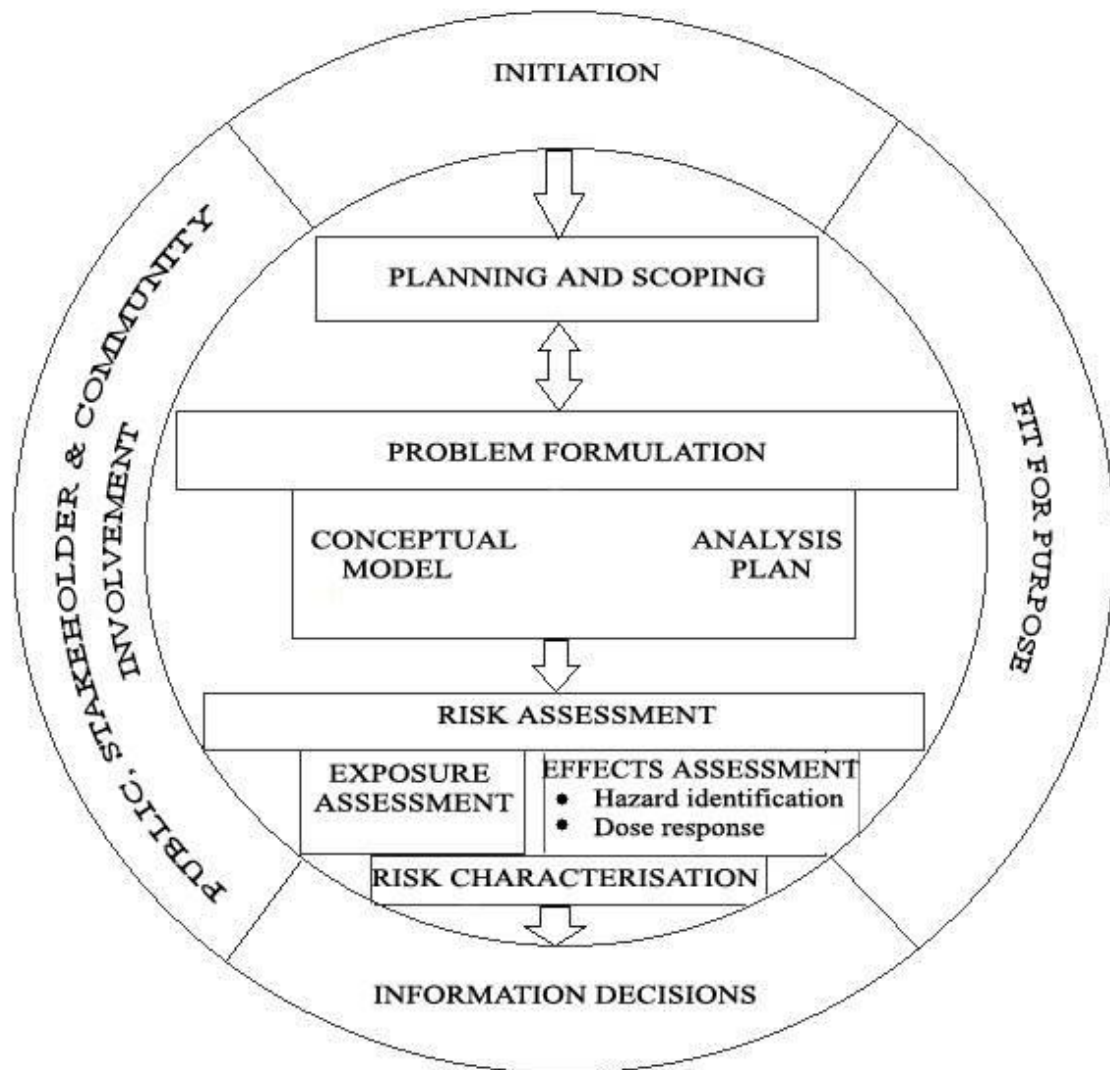 INITIATION
PLANNING AND SCOPING
PROBLEM FORMULATION
CONCEPTUAL
MODEL
ANALYSIS
PLAN
RISK ASSESSMENT
EXPOSURE
ASSESSMENT
EFFECTS ASSESSMENT
• Hazard identification
• Dose response
RISK CHARACTERISATION
INFORMATION DECISIONS
PUBLIC, STAKEHOLDER & COMMUNITY
INVOLVEMENT
FIT FOR PURPOSE